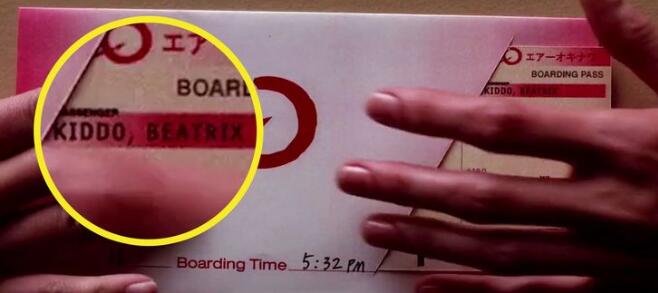 エア
BOARD
PASSENGER
KIDDO, BEATRIX
エアーオキナワ
BOARDING PASS
KIDDO, BEATRIX
Boarding Time 5:32 PM